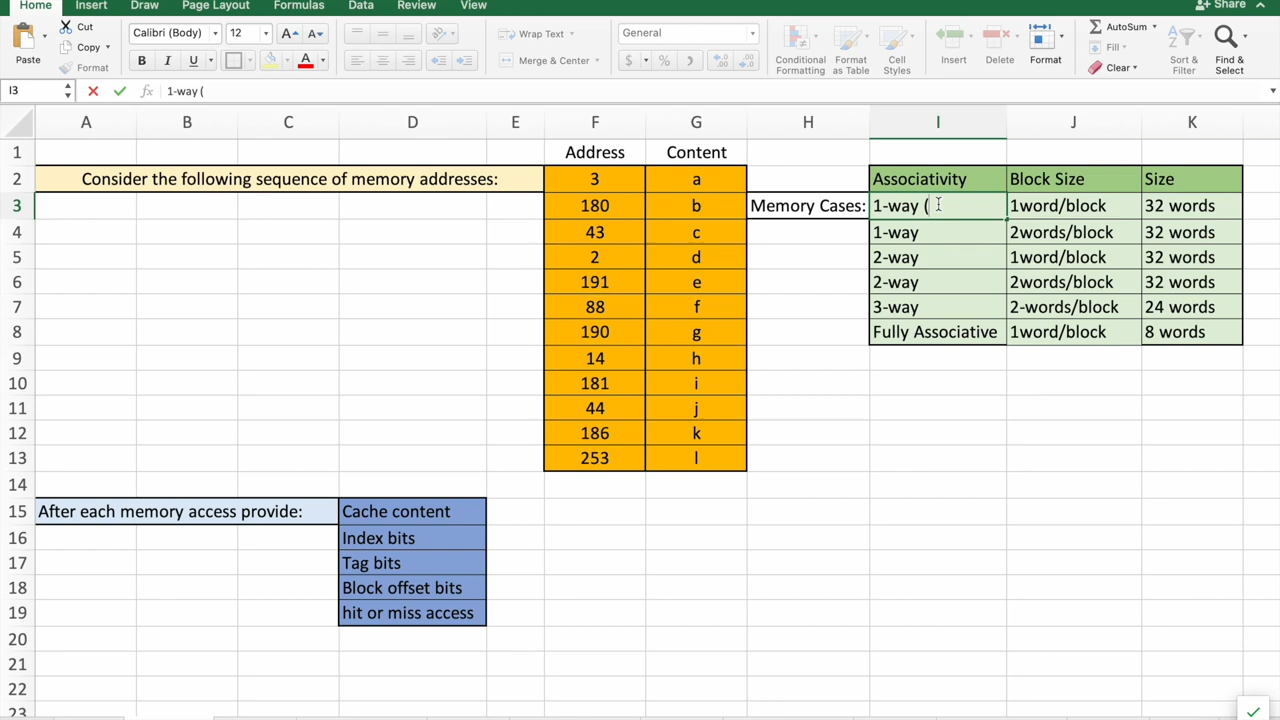 Home Insert Draw Page Layout Formulas Data Review View Share
Paste Cut Copy Format Calibri (Body) 12 A A Wrap Text General Conditional Formatting Format as Table Cell Styles Insert Delete Format AutoSum Fill Clear Sort & Filter Find & Select
B I U A Merge & Center $ % )
I3 fx 1-way (
A B C D E F G H I J K
1 Address Content
2 Consider the following sequence of memory addresses: 3 a Associativity Block Size Size
3 180 b Memory Cases: 1-way ( 1word/block 32 words
4 43 c 1-way 2words/block 32 words
5 2 d 2-way 1word/block 32 words
6 191 e 2-way 2words/block 32 words
7 88 f 3-way 2-words/block 24 words
8 190 g Fully Associative 1word/block 8 words
9 14 h
10 181 i
11 44 j
12 186 k
13 253 l
14
15 After each memory access provide: Cache content
16 Index bits
17 Tag bits
18 Block offset bits
19 hit or miss access
20
21
22
23